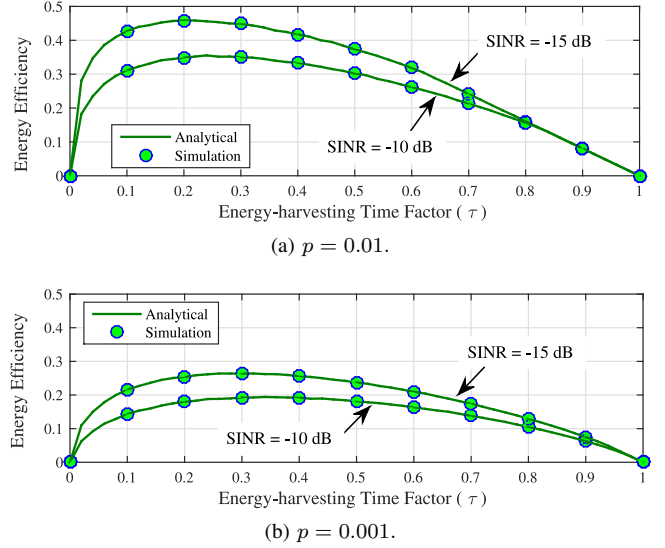 0.5
0.4
0.3
0.2
0.1
0
Energy Efficiency
SINR = -15 dB
SINR = -10 dB
Analytical
Simulation
0 0.1 0.2 0.3 0.4 0.5 0.6 0.7 0.8 0.9 1
Energy-harvesting Time Factor ( τ )
(a) p = 0.01.
0.5
0.4
0.3
0.2
0.1
0
Energy Efficiency
Analytical
Simulation
SINR = -15 dB
SINR = -10 dB
0 0.1 0.2 0.3 0.4 0.5 0.6 0.7 0.8 0.9 1
Energy-harvesting Time Factor ( τ )
(b) p = 0.001.